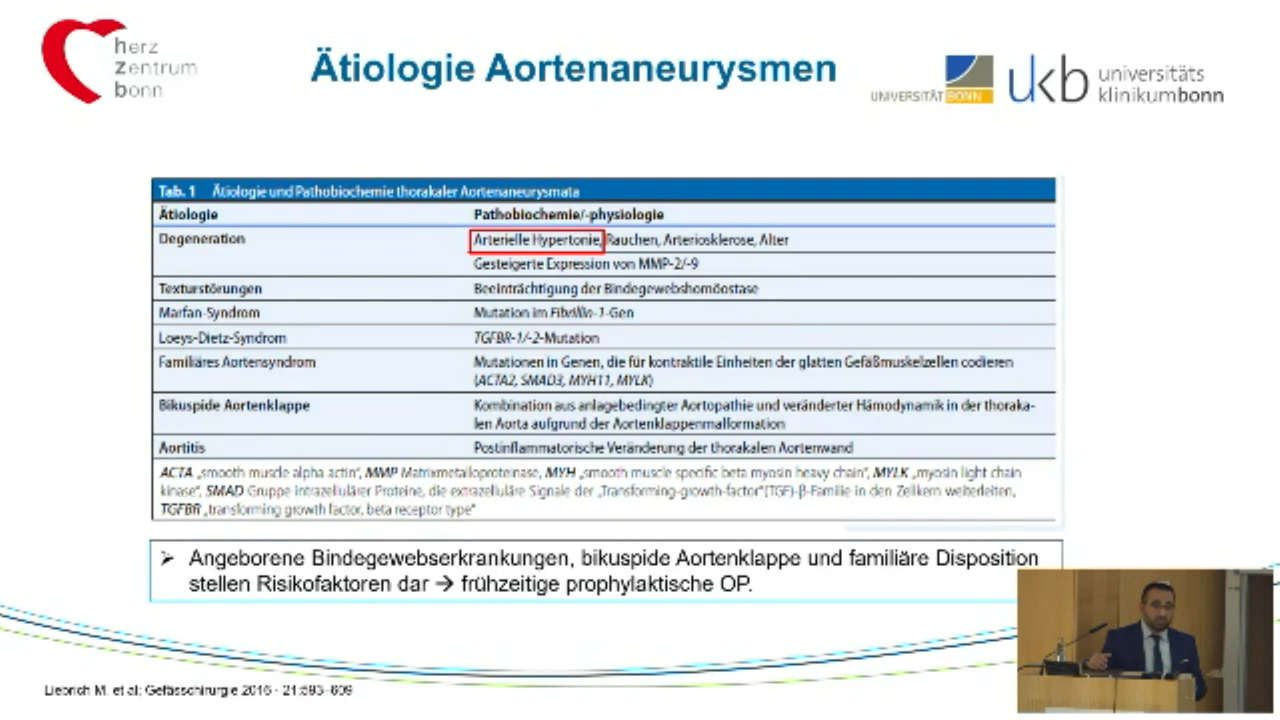 herz
zentrum
bonn
Ätiologie Aortenaneurysmen
UNIVERSITÄT BONN
ukb universitäts
klinikumbonn
Tab. 1 Ätiologie und Pathobiochemie thorakaler Aortenaneurysmata
Ätiologie Pathobiochemie/-physiologie
Degeneration Arterielle Hypertonie, Rauchen, Arteriosklerose, Alter
Gesteigerte Expression von MMP-2/-9
Texturstörungen Beeinträchtigung der Bindegewebshomöostase
Marfan-Syndrom Mutation im Fibrillin-1-Gen
Loeys-Dietz-Syndrom TGFBR-1/-2-Mutation
Familiäres Aortensyndrom Mutationen in Genen, die für kontraktile Einheiten der glatten Gefäßmuskelzellen codieren
(ACTA2, SMAD3, MYH11, MYLK)
Bikuspide Aortenklappe Kombination aus anlagebedingter Aortopathie und veränderter Hämodynamik in der thoraka-
len Aorta aufgrund der Aortenklappenmalformation
Aortitis Postinflammatorische Veränderung der thorakalen Aortenwand
ACTA „smooth muscle alpha actin“, MMP Matrixmetalloproteinase, MYH „smooth muscle specific beta myosin heavy chain“, MYLK „myosin light chain
kinase“, SMAD Gruppe intrazellulärer Proteine, die extrazelluläre Signale der „Transforming-growth-factor“(TGF)-β-Familie in den Zellkern weiterleiten,
TGFBR „transforming growth factor, beta receptor type“
➢ Angeborene Bindegewebserkrankungen, bikuspide Aortenklappe und familiäre Disposition
stellen Risikofaktoren dar → frühzeitige prophylaktische OP.
Liebrich M. et al; Gefässchirurgie 2016 · 21:593–609